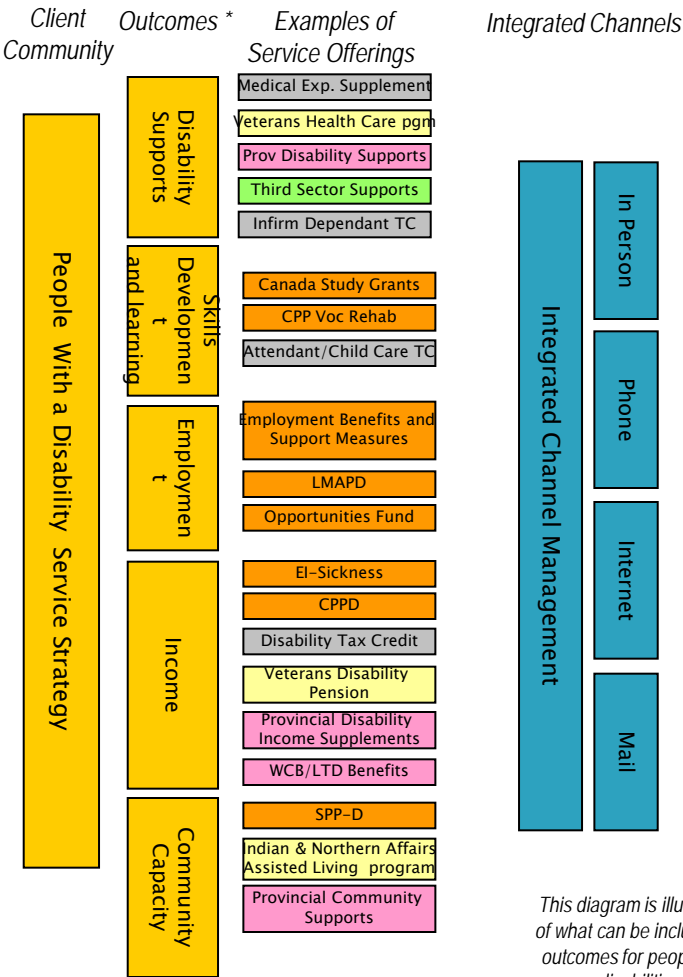 Client
Community
Outcomes *
Examples of
Service Offerings
Integrated Channels
People With a Disability Service Strategy
Disability
Supports
Medical Exp. Supplement
Veterans Health Care pgm
Prov Disability Supports
Third Sector Supports
Infirm Dependant TC
Skills
Developmen
t
and learning
Canada Study Grants
CPP Voc Rehab
Attendant/Child Care TC
Employmen
t
Employment Benefits and
Support Measures
LMAPD
Opportunities Fund
Income
EI-Sickness
CPPD
Disability Tax Credit
Veterans Disability
Pension
Provincial Disability
Income Supplements
WCB/LTD Benefits
Community
Capacity
SPP-D
Indian & Northern Affairs
Assisted Living program
Provincial Community
Supports
Integrated Channel Management
In Person
Phone
Internet
Mail
This diagram is illu
of what can be inclu
outcomes for peop